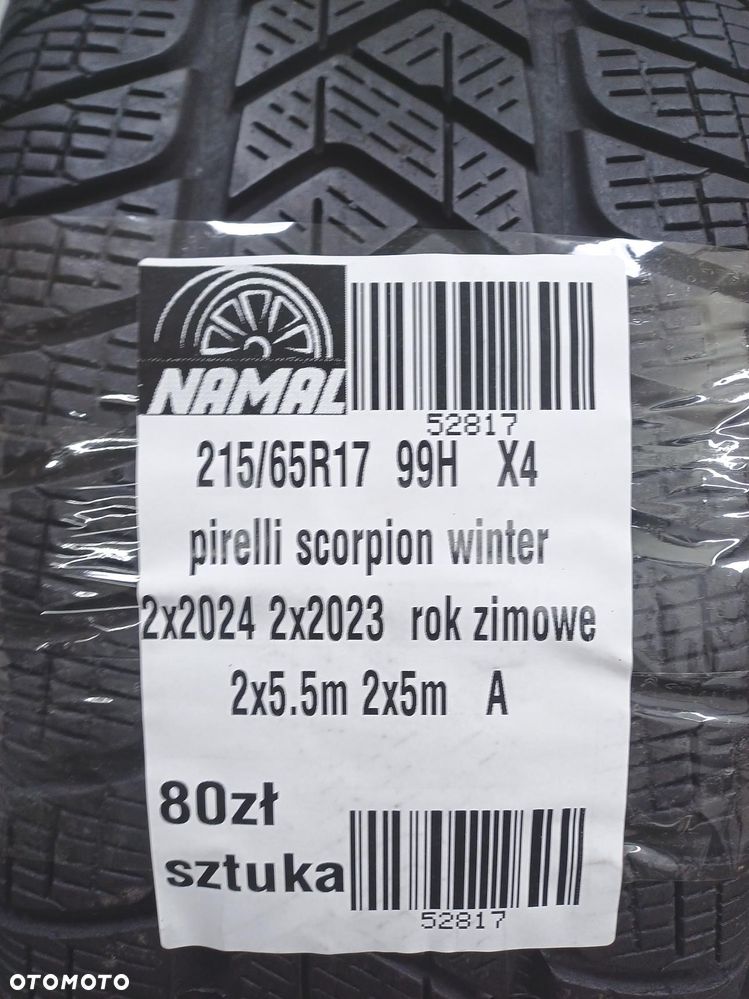 NAMAL
52817
215/65R17 99H X4
pirelli scorpion winter
2x2024 2x2023 rok zimowe
2x5.5m 2x5m A
80zł
sztuka
52817
OTOMOTO